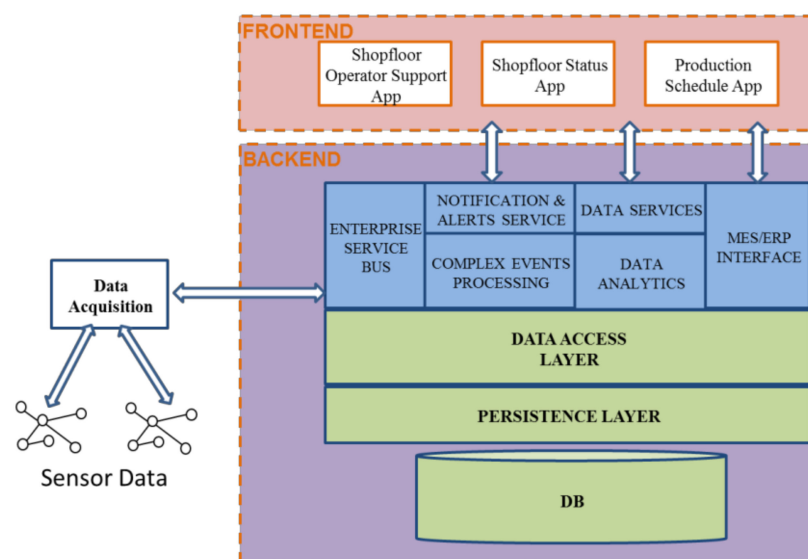 FRONTEND
Shopfloor
Operator Support
App
Shopfloor Status
App
Production
Schedule App
BACKEND
ENTERPRISE
SERVICE
BUS
NOTIFICATION &
ALERTS SERVICE
DATA SERVICES
MES/ERP
INTERFACE
COMPLEX EVENTS
PROCESSING
DATA
ANALYTICS
Data
Acquisition
DATA ACCESS
LAYER
PERSISTENCE LAYER
Sensor Data
DB